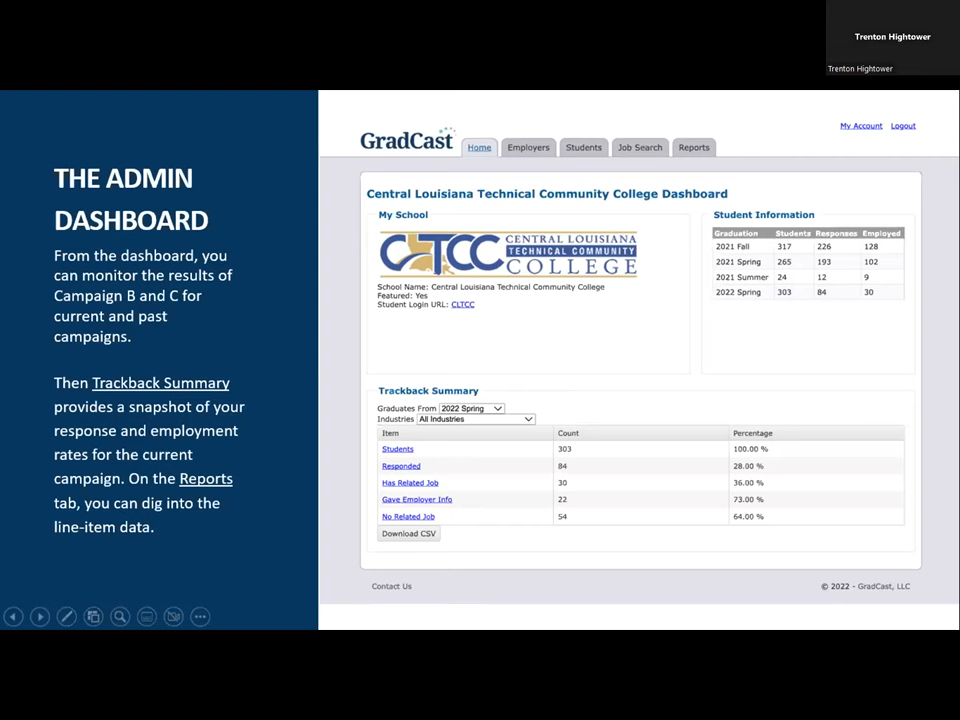 Trenton Hightower
Trenton Hightower
THE ADMIN
DASHBOARD
From the dashboard, you
can monitor the results of
Campaign B and C for
current and past
campaigns.
Then Trackback Summary
provides a snapshot of your
response and employment
rates for the current
campaign. On the Reports
tab, you can dig into the
line-item data.
My Account Logout
GradCast Home Employers Students Job Search Reports
Central Louisiana Technical Community College Dashboard
My School
CLTCC CENTRAL LOUISIANA
TECHNICAL COMMUNITY
COLLEGE
School Name: Central Louisiana Technical Community College
Featured: Yes
Student Login URL: CLTCC
Student Information
Graduation Students Responses Employed
2021 Fall 317 226 128
2021 Spring 265 193 102
2021 Summer 24 12 9
2022 Spring 303 84 30
Trackback Summary
Graduates From 2022 Spring
Industries All Industries
Item Count Percentage
Students 303 100.00 %
Responded 84 28.00 %
Has Related Job 30 36.00 %
Gave Employer Info 22 73.00 %
No Related Job 54 64.00 %
Download CSV
Contact Us © 2022 - GradCast, LLC